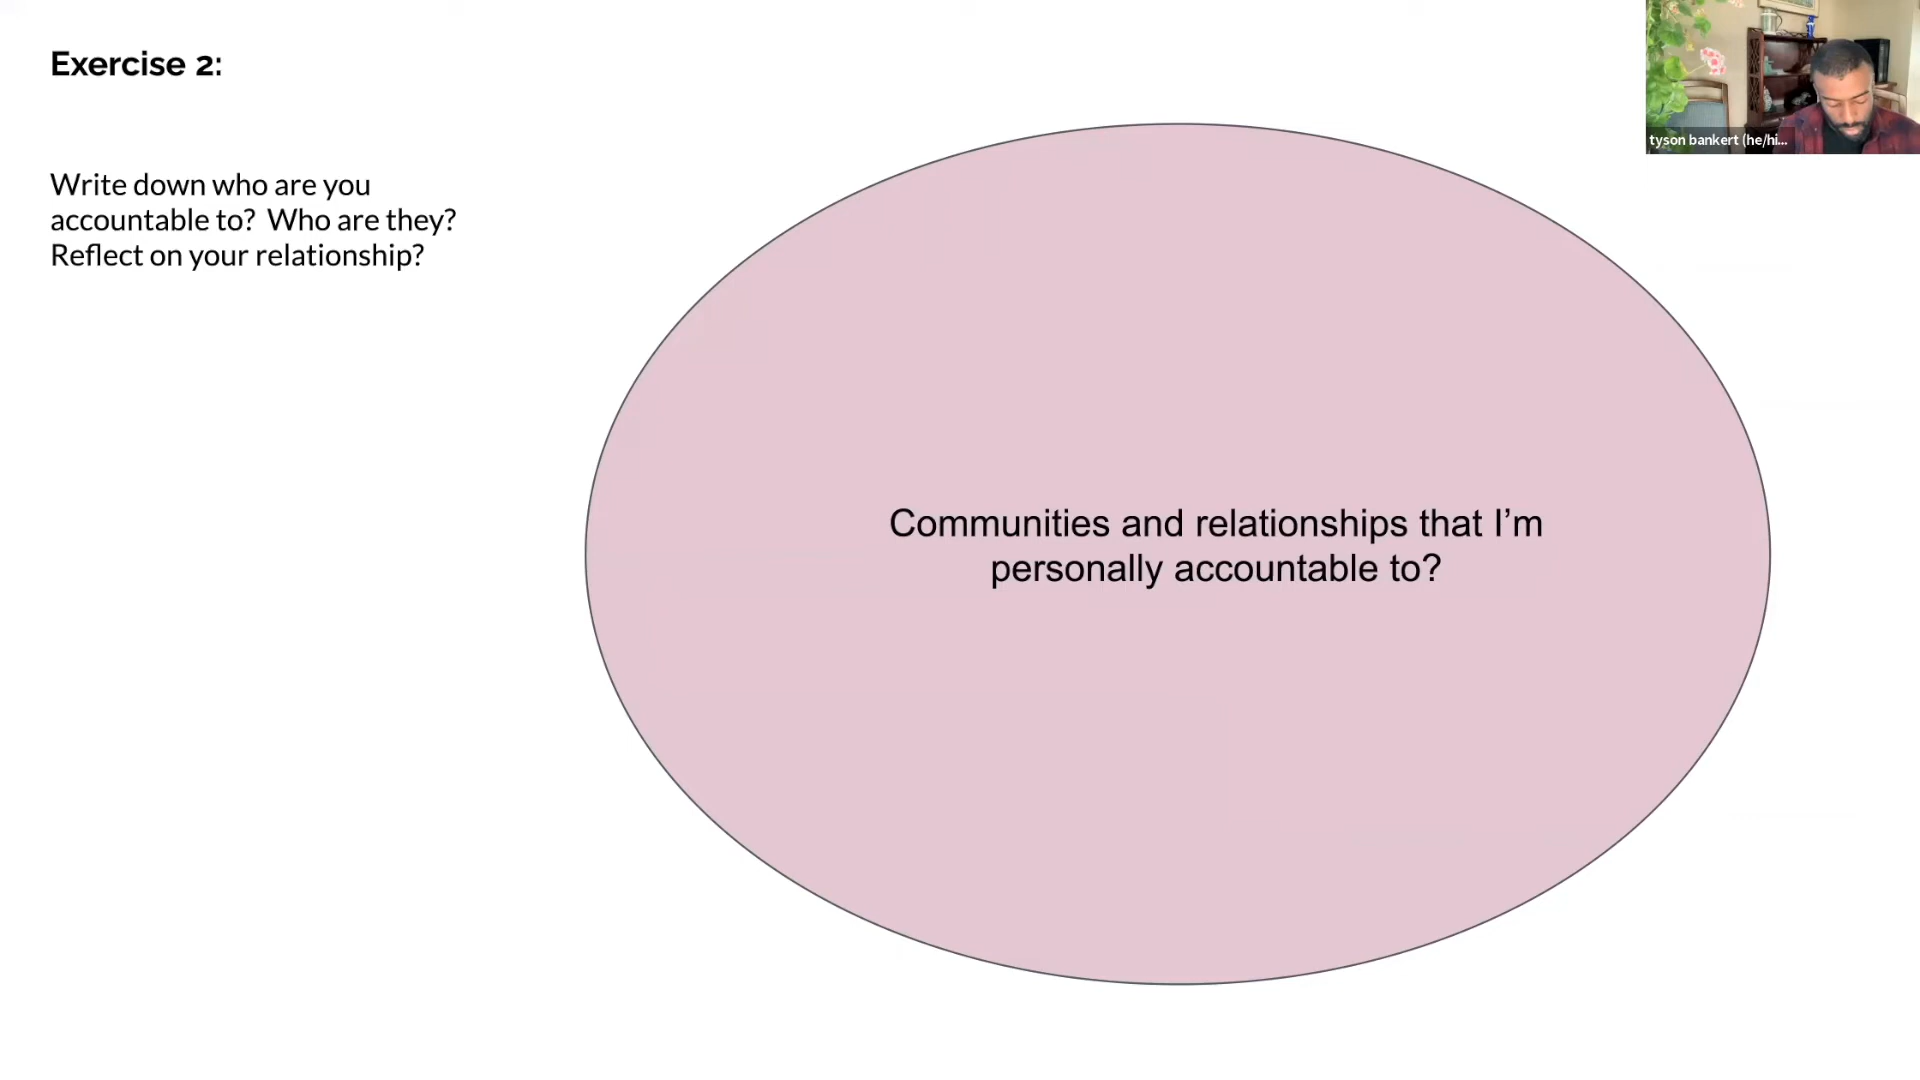 Exercise 2:
Write down who are you
accountable to?  Who are they?
Reflect on your relationship?
Communities and relationships that I’m
personally accountable to?
tyson bankert (he/hi...